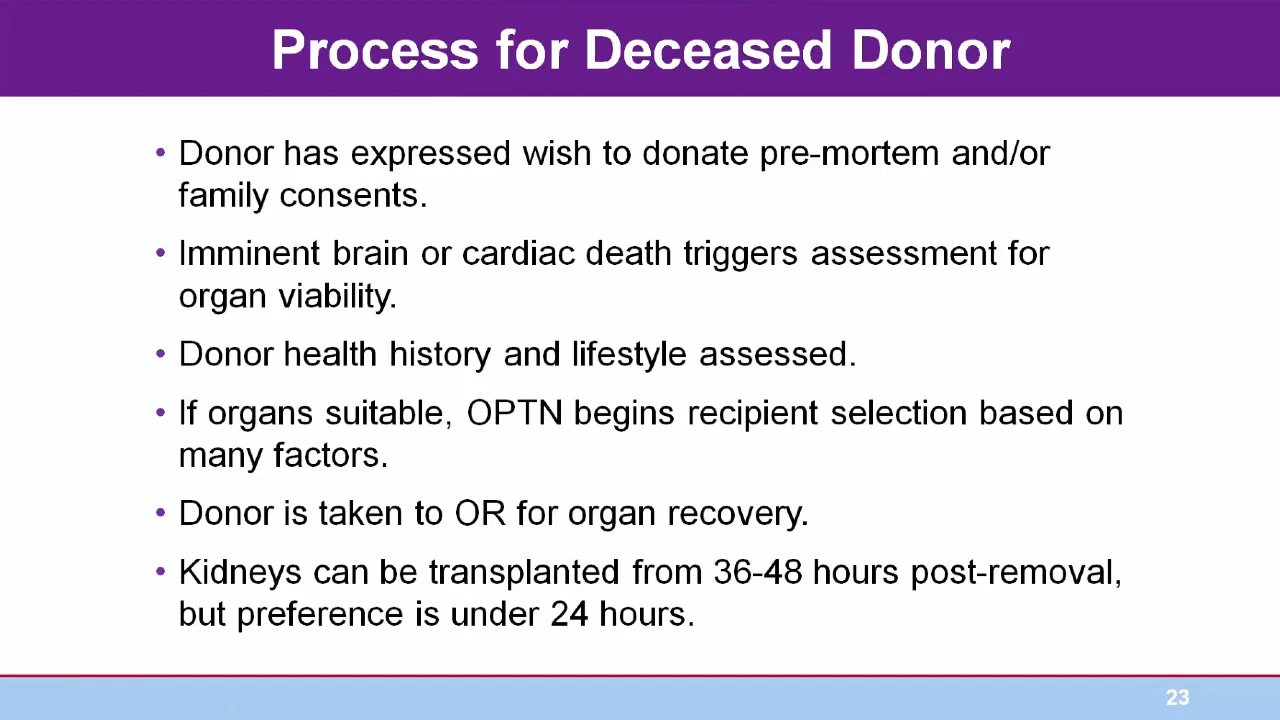 Process for Deceased Donor
• Donor has expressed wish to donate pre-mortem and/or
family consents.
• Imminent brain or cardiac death triggers assessment for
organ viability.
• Donor health history and lifestyle assessed.
• If organs suitable, OPTN begins recipient selection based on
many factors.
• Donor is taken to OR for organ recovery.
• Kidneys can be transplanted from 36-48 hours post-removal,
but preference is under 24 hours.
23